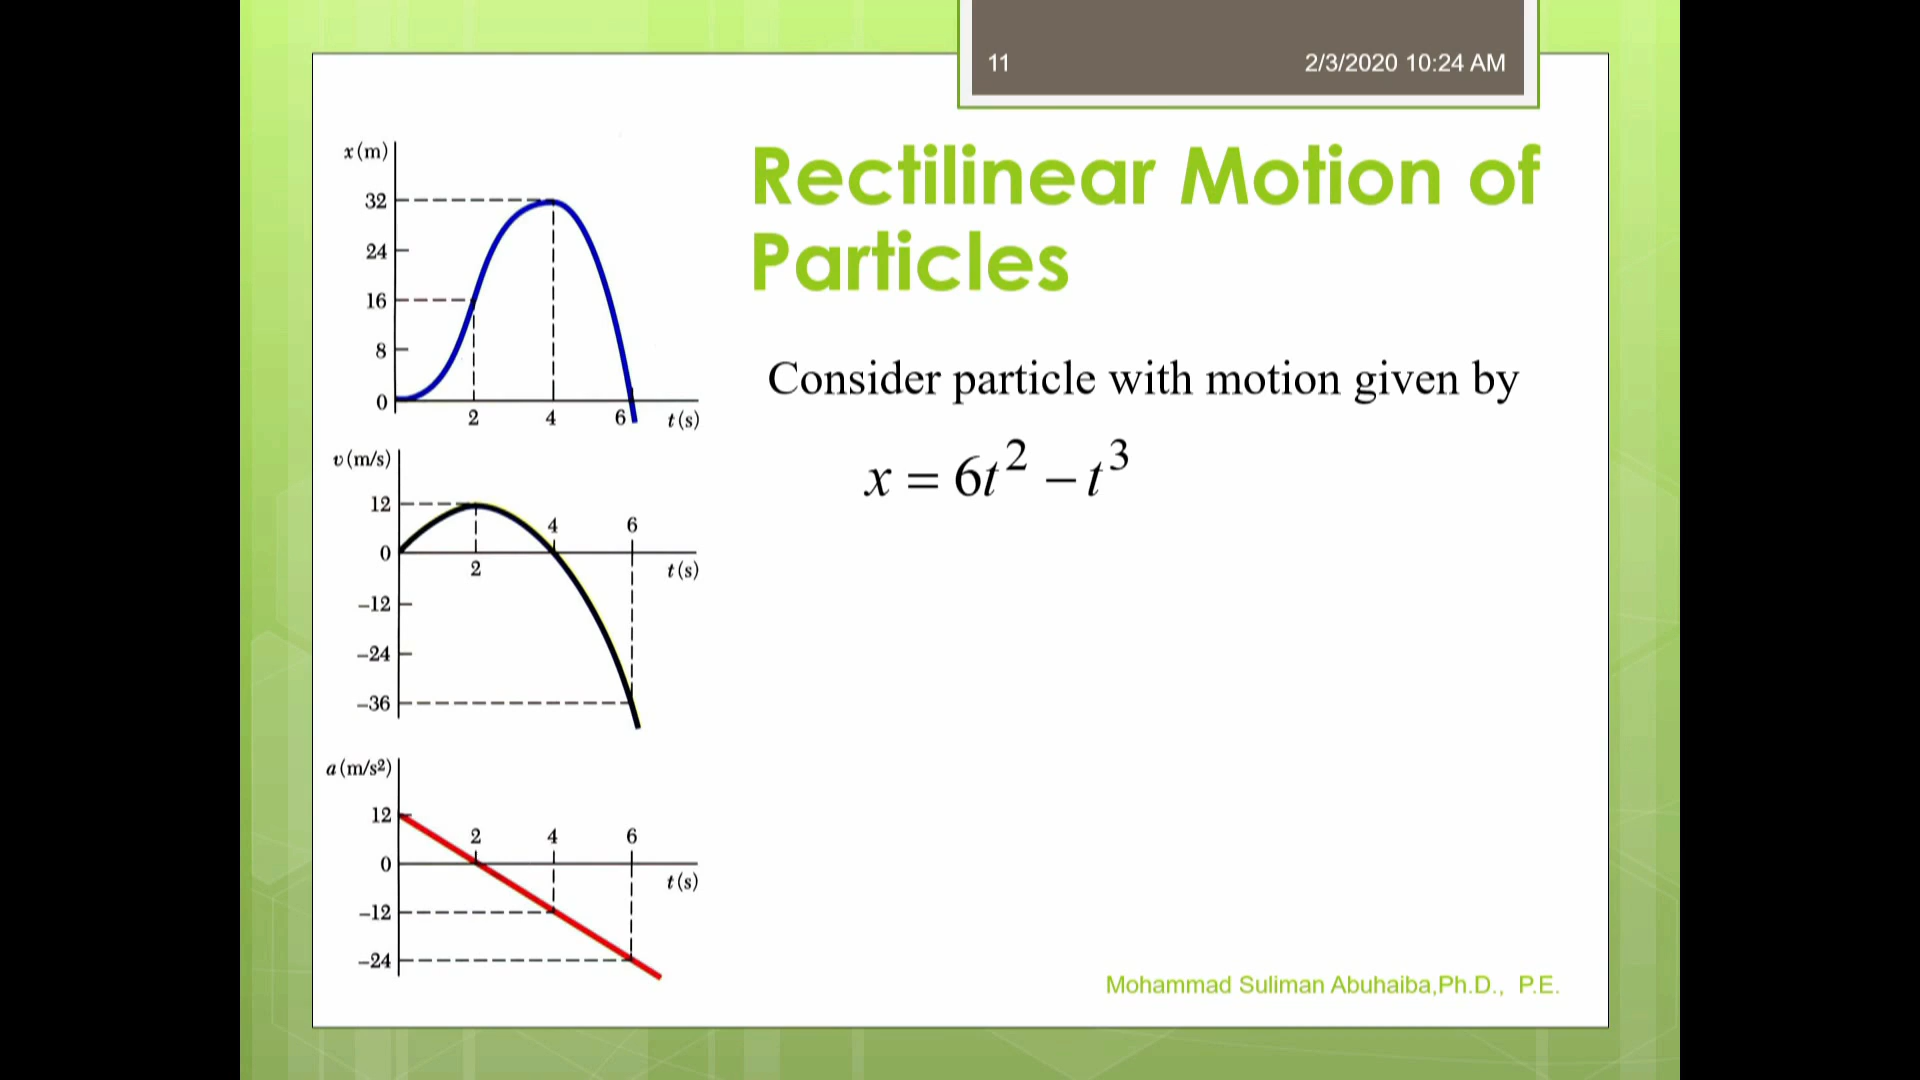 11
2/3/2020 10:24 AM
Rectilinear Motion of
Particles
Consider particle with motion given by
x = 6t² – t³
x (m)
32
24
16
8
0
2
4
6
t (s)
v (m/s)
12
0
–12
–24
–36
2
4
6
t (s)
a (m/s²)
12
0
–12
–24
2
4
6
t (s)
Mohammad Suliman Abuhaiba,Ph.D., P.E.